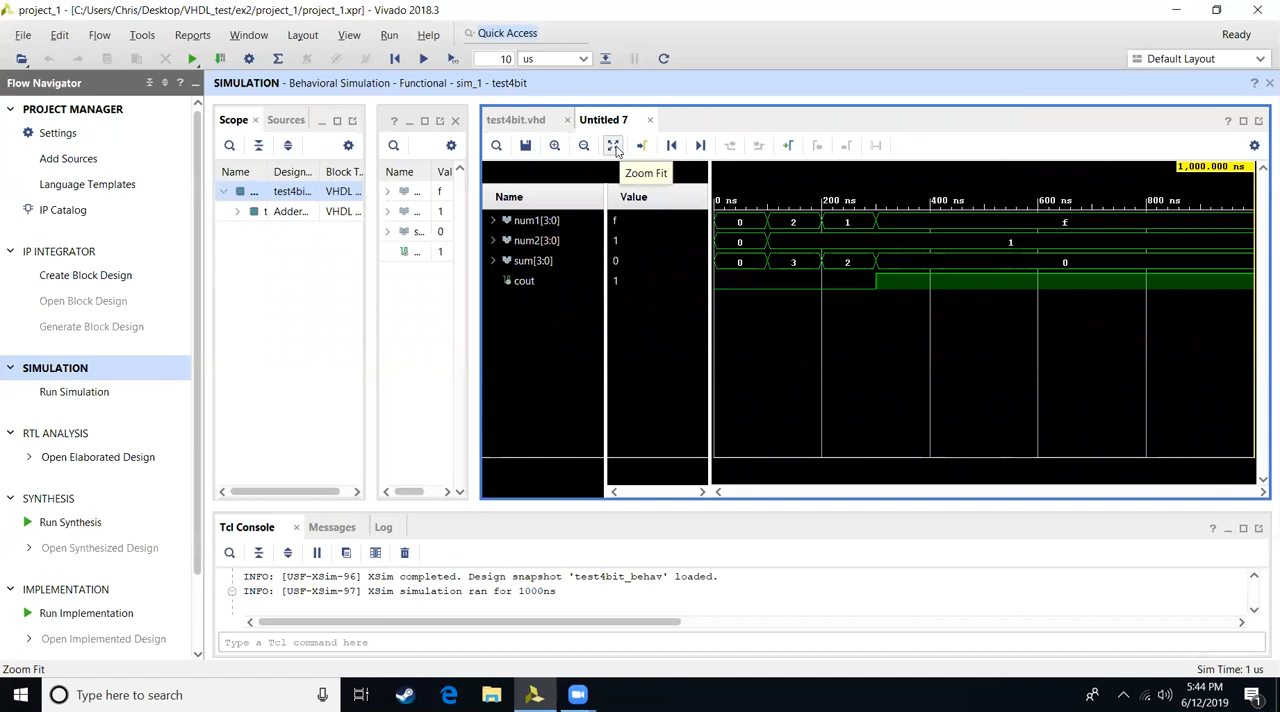 project_1 - [C:/Users/Chris/Desktop/VHDL_test/ex2/project_1/project_1.xpr] - Vivado 2018.3
File Edit Flow Tools Reports Window Layout View Run Help Quick Access Ready
10 us Default Layout
Flow Navigator
SIMULATION - Behavioral Simulation - Functional - sim_1 - test4bit
PROJECT MANAGER
Settings
Add Sources
Language Templates
IP Catalog
IP INTEGRATOR
Create Block Design
Open Block Design
Generate Block Design
SIMULATION
Run Simulation
RTL ANALYSIS
Open Elaborated Design
SYNTHESIS
Run Synthesis
Open Synthesized Design
IMPLEMENTATION
Run Implementation
Open Implemented Design
Scope Sources
Name Design... Block T...
... test4bi... VHDL ...
t Adder... VHDL ...
Name Val
... f
... 1
s... 0
... 1
test4bit.vhd Untitled 7
Zoom Fit
Name Value
num1[3:0] f
num2[3:0] 1
sum[3:0] 0
cout 1
1,000.000 ns
0 ns 200 ns 400 ns 600 ns 800 ns
0 2 1 f
0 1
0 3 2 0
Tcl Console Messages Log
INFO: [USF-XSim-96] XSim completed. Design snapshot 'test4bit_behav' loaded.
INFO: [USF-XSim-97] XSim simulation ran for 1000ns
Type a Tcl command here
Zoom Fit Sim Time: 1 us
Type here to search
5:44 PM
6/12/2019
1